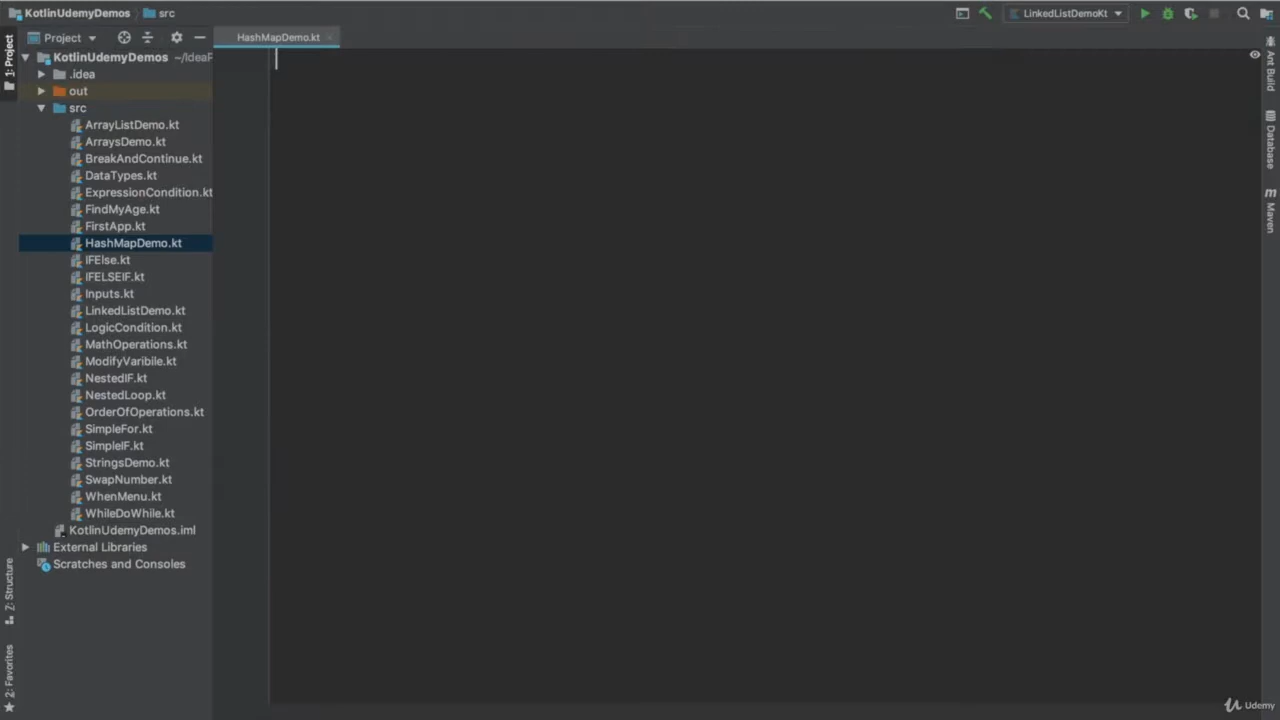 KotlinUdemyDemos src
LinkedListDemoKt
Project
HashMapDemo.kt
1: Project
KotlinUdemyDemos ~/IdeaP
.idea
out
src
ArrayListDemo.kt
ArraysDemo.kt
BreakAndContinue.kt
DataTypes.kt
ExpressionCondition.kt
FindMyAge.kt
FirstApp.kt
HashMapDemo.kt
IFElse.kt
IFELSEIF.kt
Inputs.kt
LinkedListDemo.kt
LogicCondition.kt
MathOperations.kt
ModifyVaribile.kt
NestedIF.kt
NestedLoop.kt
OrderOfOperations.kt
SimpleFor.kt
SimpleIF.kt
StringsDemo.kt
SwapNumber.kt
WhenMenu.kt
WhileDoWhile.kt
KotlinUdemyDemos.iml
External Libraries
Scratches and Consoles
Z: Structure
2: Favorites
Ant Build
Database
m
Maven
Udemy